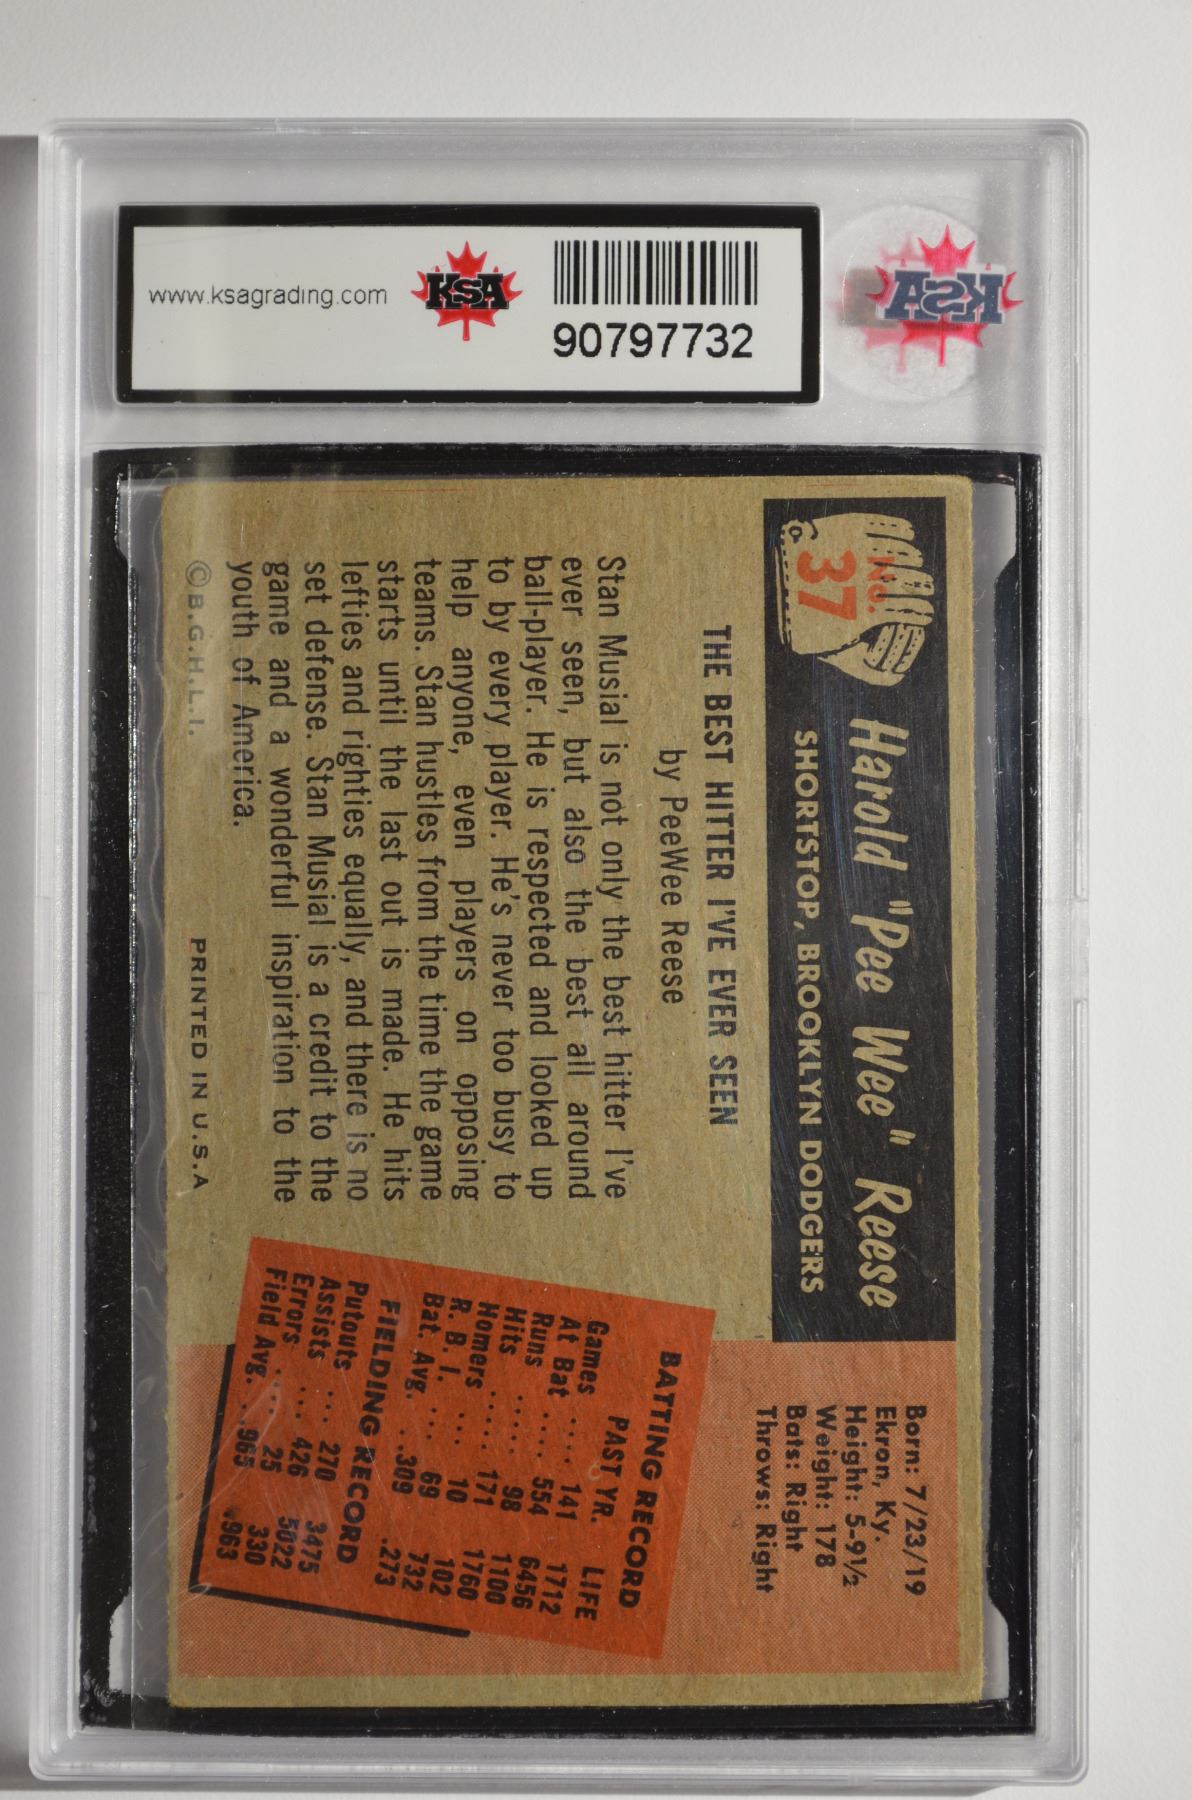 www.ksagrading.com
KSA
90797732
KSA
No.
37
Harold "Pee Wee" Reese
SHORTSTOP, BROOKLYN DODGERS
THE BEST HITTER I'VE EVER SEEN
by PeeWee Reese
Stan Musial is not only the best hitter I've
ever seen, but also the best all around
ball-player. He is respected and looked up
to by every player. He's never too busy to
help anyone, even players on opposing
teams. Stan hustles from the time the game
starts until the last out is made. He hits
lefties and righties equally, and there is no
set defense. Stan Musial is a credit to the
game and a wonderful inspiration to the
youth of America.
©B.G.H.L.I.
PRINTED IN U.S.A
Born: 7/23/19
Ekron, Ky.
Height: 5-9½
Weight: 178
Bats: Right
Throws: Right
BATTING RECORD
PAST YR. LIFE
Games .... 141 1712
At Bat .... 554 6456
Runs .... 98 1100
Hits ..... 171 1760
Homers ... 10 102
R. B. I. ... 69 732
Bat. Avg. ..309 .273
FIELDING RECORD
Putouts ... 270 3475
Assists ... 426 5022
Errors .... 25 330
Field Avg. ..965 .963